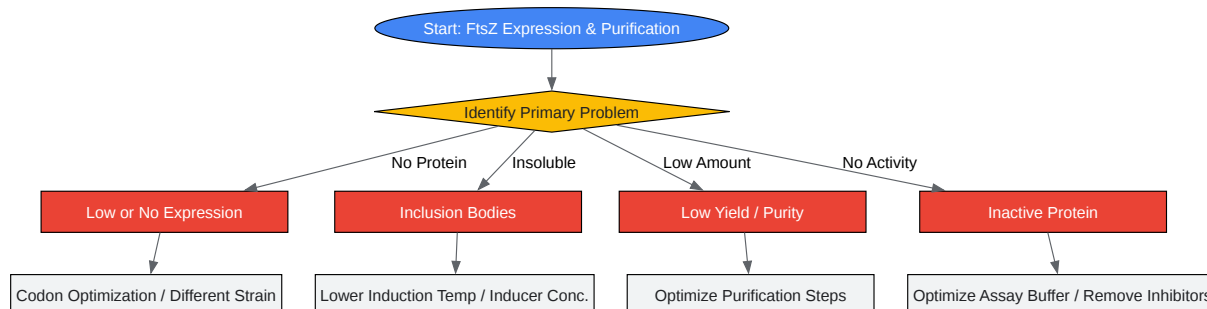 Start: FtsZ Expression & Purification
Identify Primary Problem
No Protein
Insoluble
Low Amount
No Activity
Low or No Expression
Inclusion Bodies
Low Yield / Purity
Inactive Protein
Codon Optimization / Different Strain
Lower Induction Temp / Inducer Conc.
Optimize Purification Steps
Optimize Assay Buffer / Remove Inhibitors